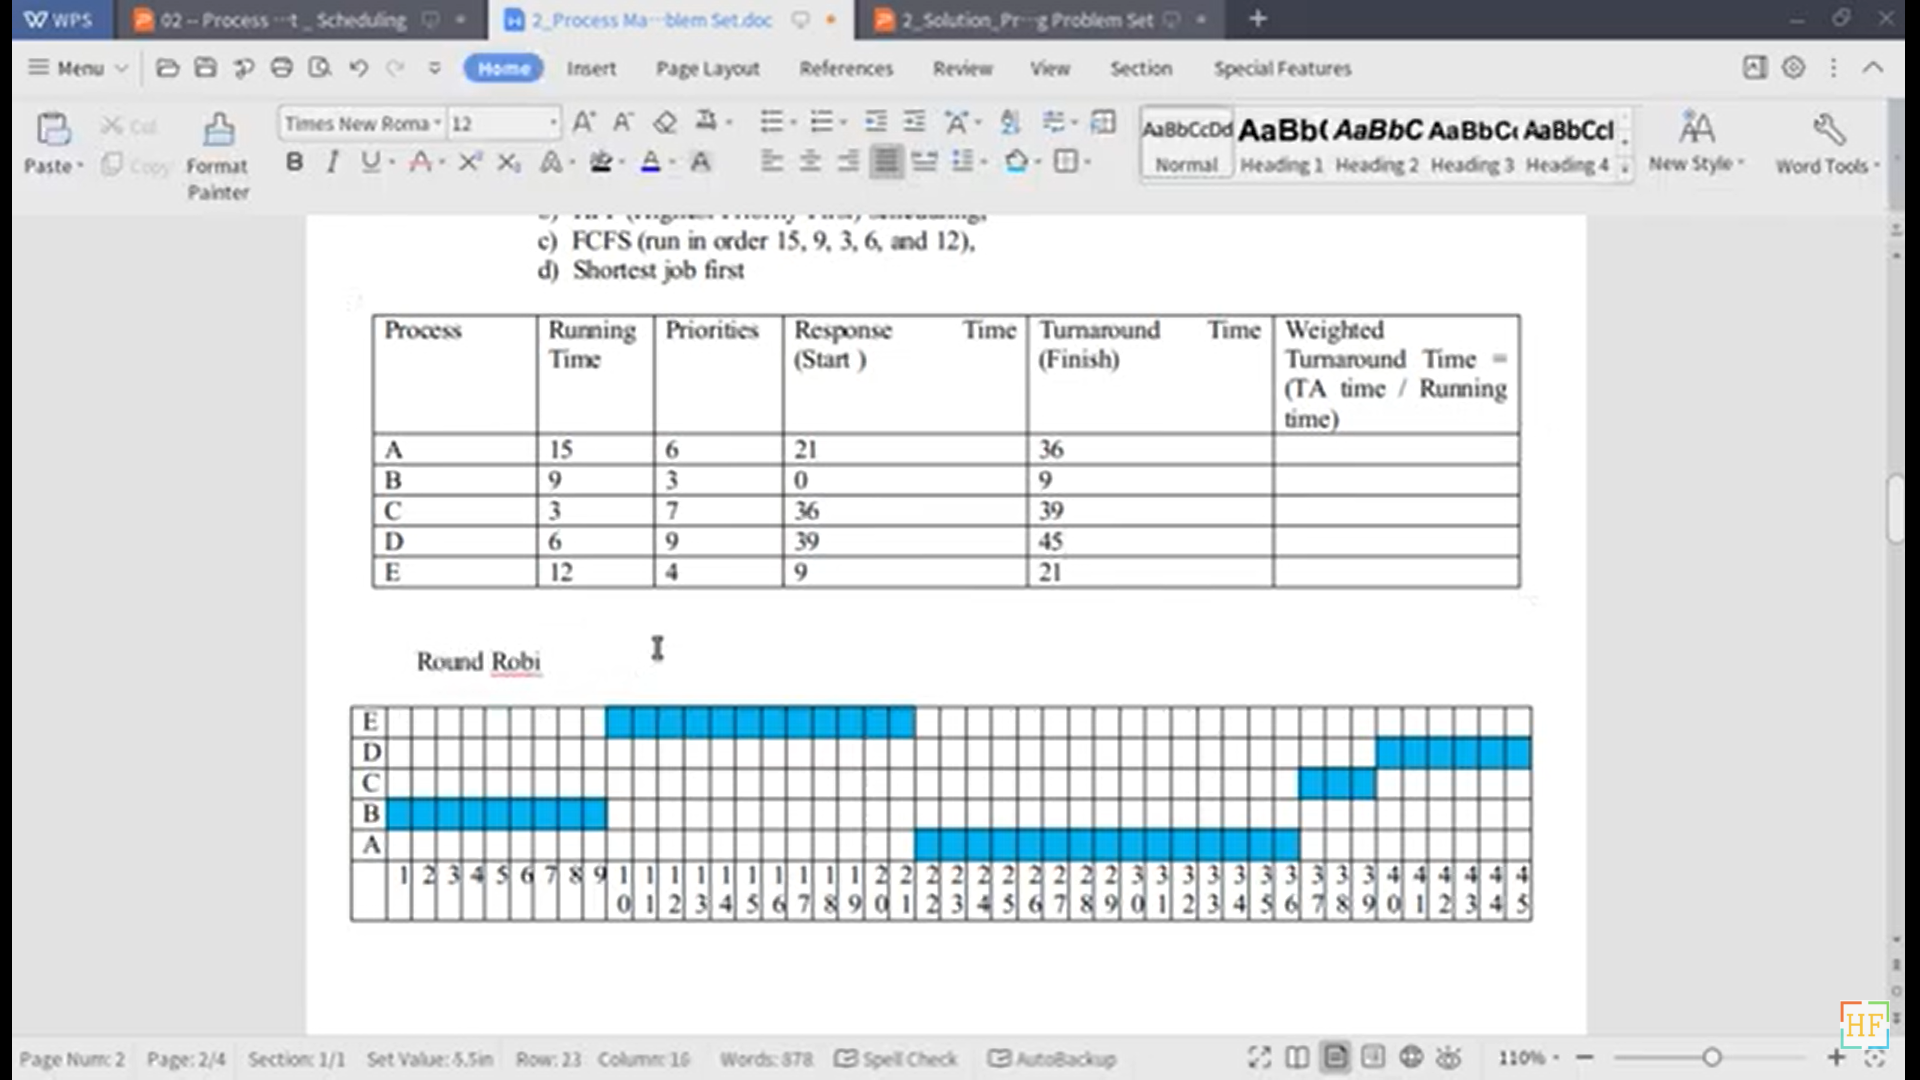 WPS
02 – Process ···t _ Scheduling
2_Process Ma···blem Set.doc
2_Solution_Pr···g Problem Set
Menu
Home
Insert
Page Layout
References
Review
View
Section
Special Features
Paste
Cut
Copy
Format
Painter
Times New Roma
12
AaBbCcDd
Normal
AaBb(
Heading 1
AaBbC
Heading 2
AaBbC
Heading 3
AaBbCcI
Heading 4
New Style
Word Tools
c) FCFS (run in order 15, 9, 3, 6, and 12),
d) Shortest job first
Process
Running
Time
Priorities
Response Time
(Start )
Turnaround Time
(Finish)
Weighted
Turnaround Time =
(TA time / Running
time)
A 15 6 21 36
B 9 3 0 9
C 3 7 36 39
D 6 9 39 45
E 12 4 9 21
Round Robi
E
D
C
B
A
1 2 3 4 5 6 7 8 9 10 11 12 13 14 15 16 17 18 19 20 21 22 23 24 25 26 27 28 29 30 31 32 33 34 35 36 37 38 39 40 41 42 43 44 45
HF
Page Num: 2 Page: 2/4 Section: 1/1 Set Value: -5.5in Row: 23 Column: 16 Words: 878 Spell Check AutoBackup 110%